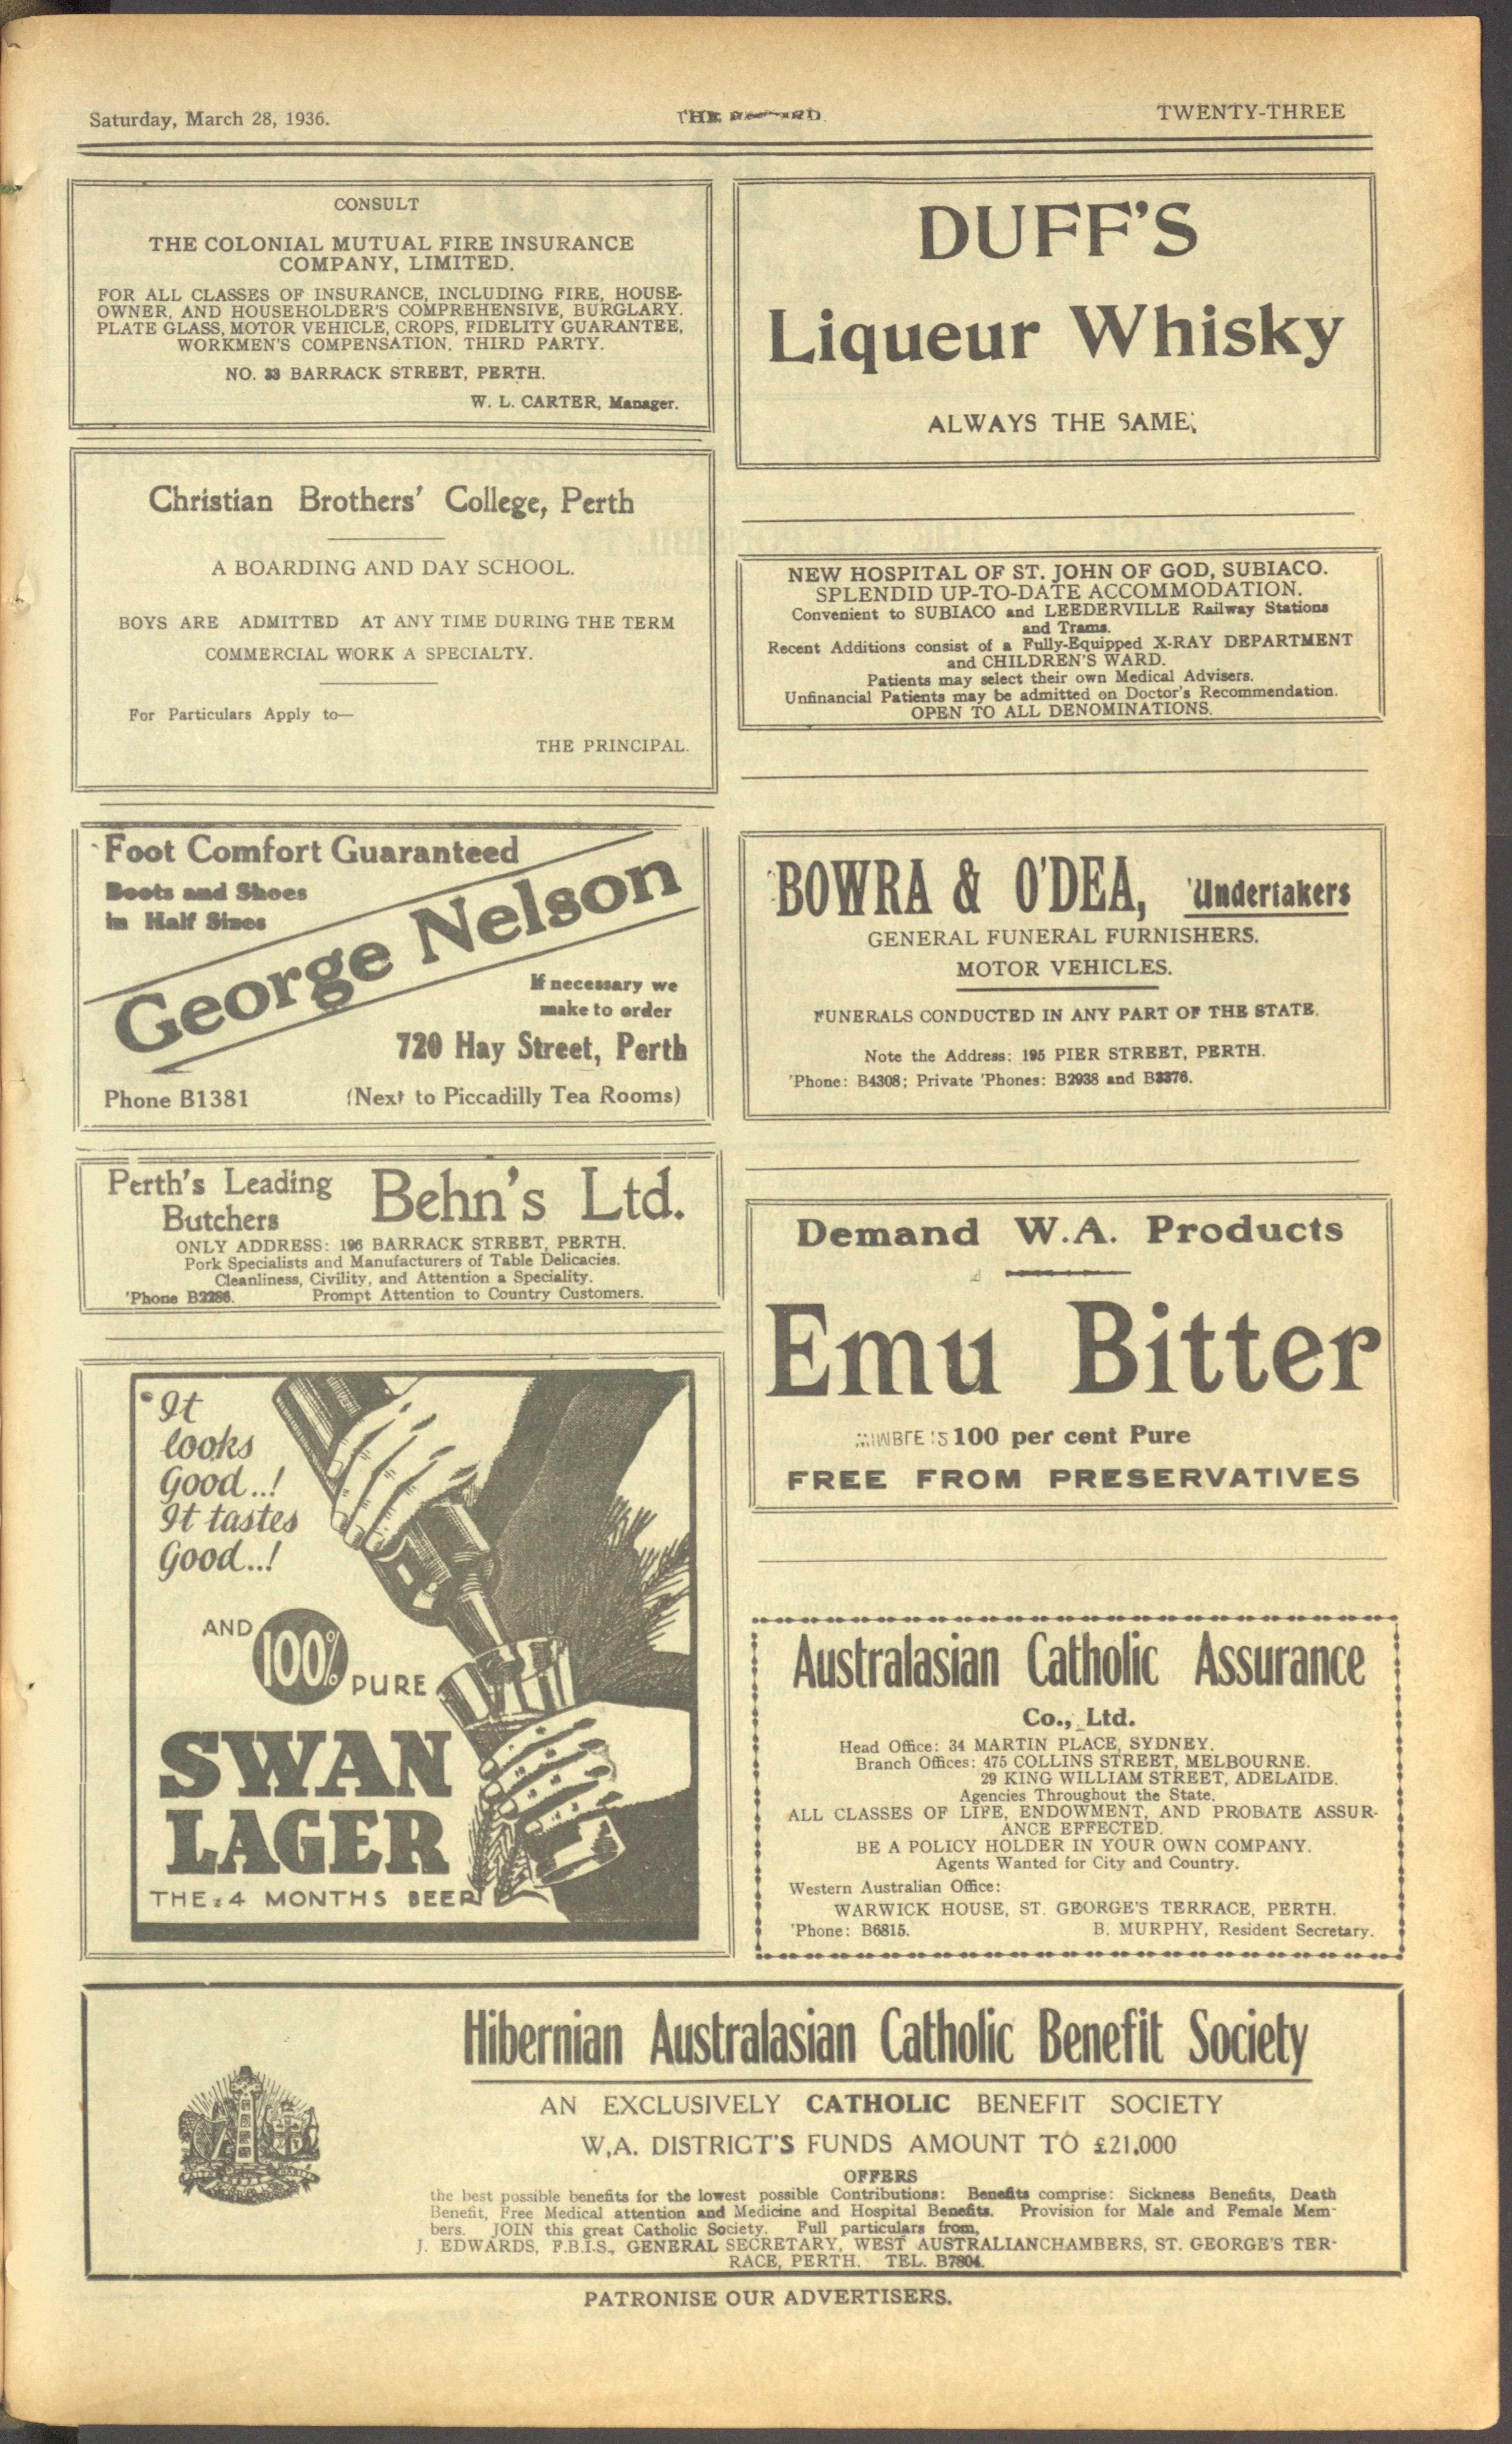 Saturday, March 28, 1936.
THE
TWENTY-THREE
CONSULT
THE COLONIAL MUTUAL FIRE INSURANCE
COMPANY, LIMITED.
FOR ALL CLASSES OF INSURANCE, INCLUDING FIRE, HOUSE-
OWNER, AND HOUSEHOLDER'S COMPREHENSIVE, BURGLARY.
PLATE GLASS, MOTOR VEHICLE, CROPS, FIDELITY GUARANTEE,
WORKMEN'S COMPENSATION, THIRD PARTY.
NO. 33 BARRACK STREET, PERTH.
W. L. CARTER, Manager.
Christian Brothers' College, Perth
A BOARDING AND DAY SCHOOL.
BOYS ARE ADMITTED AT ANY TIME DURING THE TERM
COMMERCIAL WORK A SPECIALTY.
For Particulars Apply to—
THE PRINCIPAL.
Foot Comfort Guaranteed
Boots and Shoes
in Half Sizes
George Nelson
If necessary we
make to order
720 Hay Street, Perth
Phone B1381 (Next to Piccadilly Tea Rooms)
Perth's Leading
Butchers
Behn's Ltd.
ONLY ADDRESS: 196 BARRACK STREET, PERTH.
Pork Specialists and Manufacturers of Table Delicacies.
Cleanliness, Civility, and Attention a Speciality.
'Phone B2286. Prompt Attention to Country Customers.
"It
looks
Good..!
It tastes
Good..!
AND
100%
PURE
SWAN
LAGER
THE 4 MONTHS BEER
DUFF'S
Liqueur Whisky
ALWAYS THE SAME.
NEW HOSPITAL OF ST. JOHN OF GOD, SUBIACO.
SPLENDID UP-TO-DATE ACCOMMODATION.
Convenient to SUBIACO and LEEDERVILLE Railway Stations
and Trams.
Recent Additions consist of a Fully-Equipped X-RAY DEPARTMENT
and CHILDREN'S WARD.
Patients may select their own Medical Advisers.
Unfinancial Patients may be admitted on Doctor's Recommendation.
OPEN TO ALL DENOMINATIONS.
BOWRA & O'DEA, Undertakers
GENERAL FUNERAL FURNISHERS.
MOTOR VEHICLES.
FUNERALS CONDUCTED IN ANY PART OF THE STATE.
Note the Address: 195 PIER STREET, PERTH.
'Phone: B4308; Private 'Phones: B2938 and B3376.
Demand W.A. Products
Emu Bitter
100 per cent Pure
FREE FROM PRESERVATIVES
Australasian Catholic Assurance
Co., Ltd.
Head Office: 34 MARTIN PLACE, SYDNEY.
Branch Offices: 475 COLLINS STREET, MELBOURNE.
29 KING WILLIAM STREET, ADELAIDE.
Agencies Throughout the State.
ALL CLASSES OF LIFE, ENDOWMENT, AND PROBATE ASSUR-
ANCE EFFECTED.
BE A POLICY HOLDER IN YOUR OWN COMPANY.
Agents Wanted for City and Country.
Western Australian Office:
WARWICK HOUSE, ST. GEORGE'S TERRACE, PERTH.
'Phone: B6815. B. MURPHY, Resident Secretary.
Hibernian Australasian Catholic Benefit Society
AN EXCLUSIVELY CATHOLIC BENEFIT SOCIETY
W.A. DISTRICT'S FUNDS AMOUNT TO £21,000
OFFERS
the best possible benefits for the lowest possible Contributions: Benefits comprise: Sickness Benefits, Death
Benefit, Free Medical attention and Medicine and Hospital Benefits. Provision for Male and Female Mem-
bers. JOIN this great Catholic Society. Full particulars from,
J. EDWARDS, F.B.I.S., GENERAL SECRETARY, WEST AUSTRALIANCHAMBERS, ST. GEORGE'S TER-
RACE, PERTH. TEL. B7804.
PATRONISE OUR ADVERTISERS.